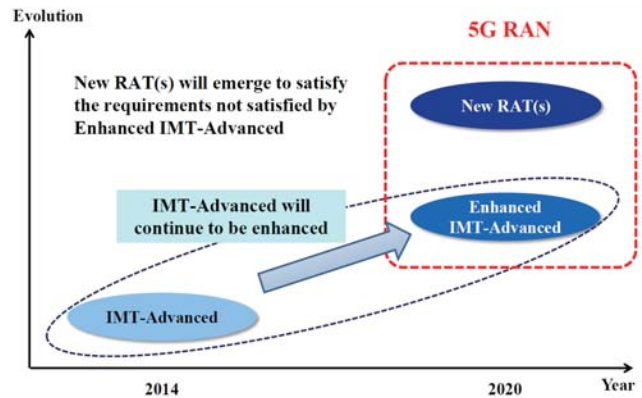 Evolution
5G RAN
New RAT(s) will emerge to satisfy
the requirements not satisfied by
Enhanced IMT-Advanced
New RAT(s)
IMT-Advanced will
continue to be enhanced
Enhanced
IMT-Advanced
IMT-Advanced
2014
2020
Year